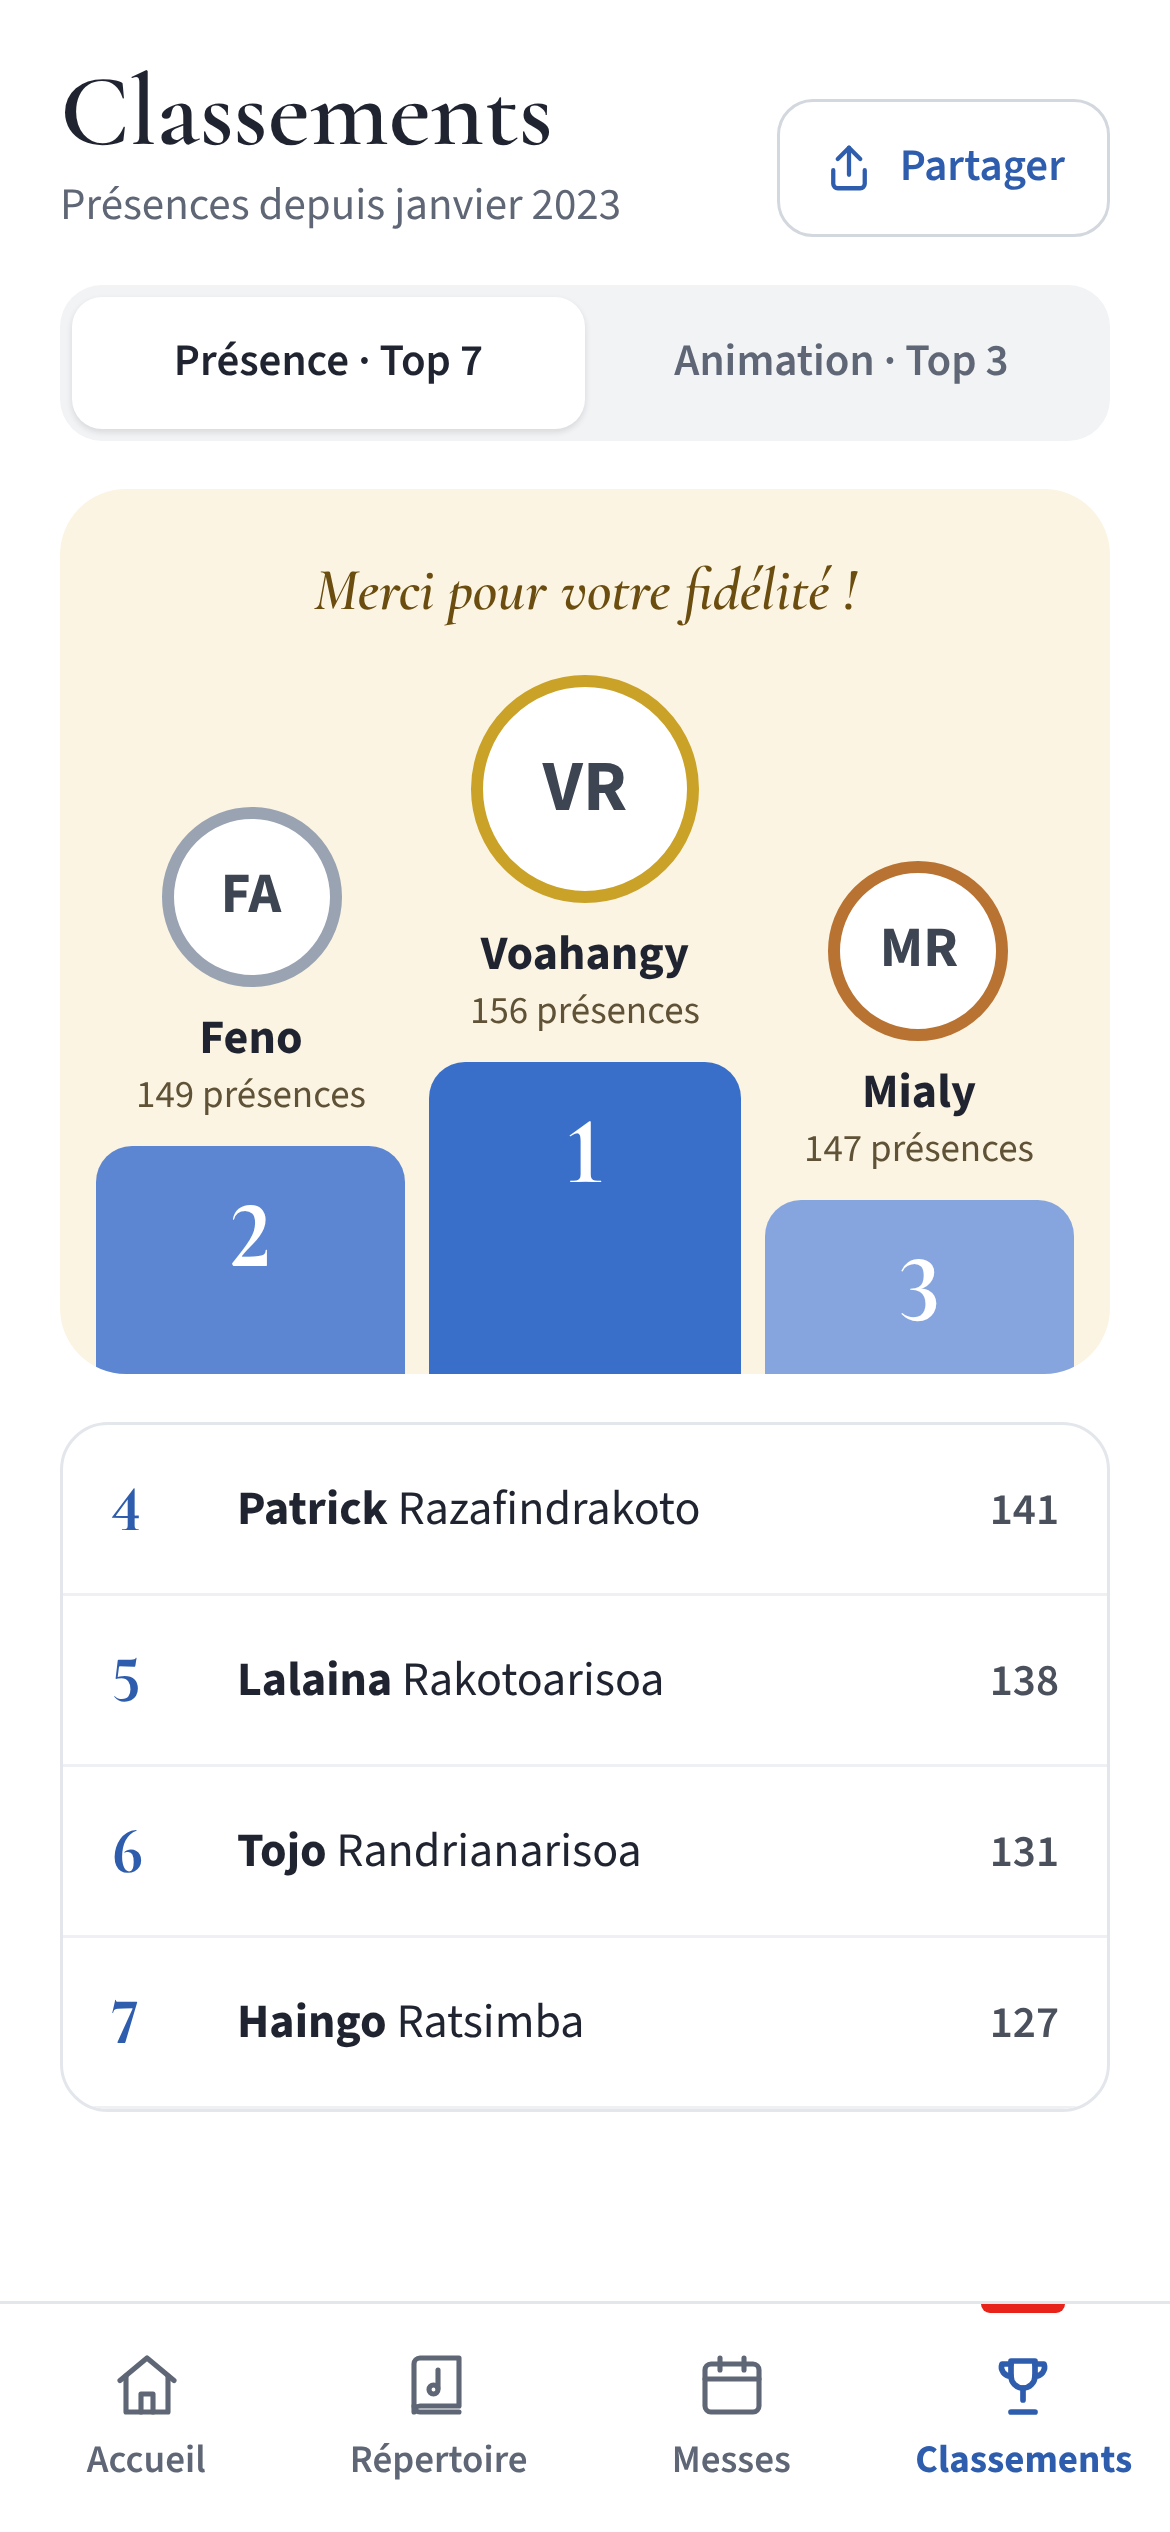 Classements
Présences depuis janvier 2023
Partager
Présence · Top 7
Animation · Top 3
Merci pour votre fidélité !
VR
Voahangy
156 présences
1
FA
Feno
149 présences
2
MR
Mialy
147 présences
3
4 Patrick Razafindrakoto 141
5 Lalaina Rakotoarisoa 138
6 Tojo Randrianarisoa 131
7 Haingo Ratsimba 127
Accueil
Répertoire
Messes
Classements